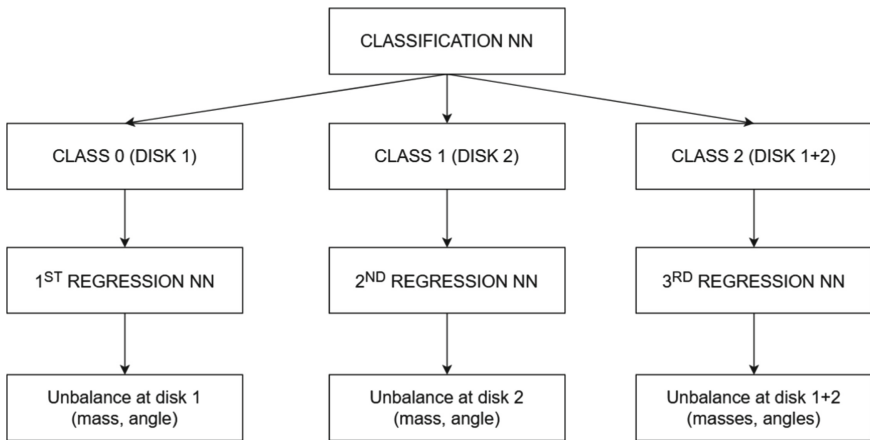 CLASSIFICATION NN
CLASS 0 (DISK 1)
CLASS 1 (DISK 2)
CLASS 2 (DISK 1+2)
1ST REGRESSION NN
2ND REGRESSION NN
3RD REGRESSION NN
Unbalance at disk 1
(mass, angle)
Unbalance at disk 2
(mass, angle)
Unbalance at disk 1+2
(masses, angles)